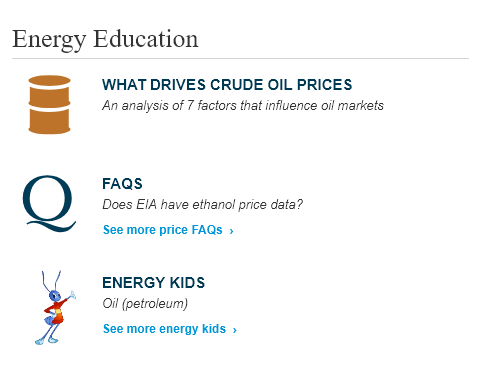 Energy Education
WHAT DRIVES CRUDE OIL PRICES
An analysis of 7 factors that influence oil markets
Q
FAQS
Does EIA have ethanol price data?
See more price FAQs ›
ENERGY KIDS
Oil (petroleum)
See more energy kids ›